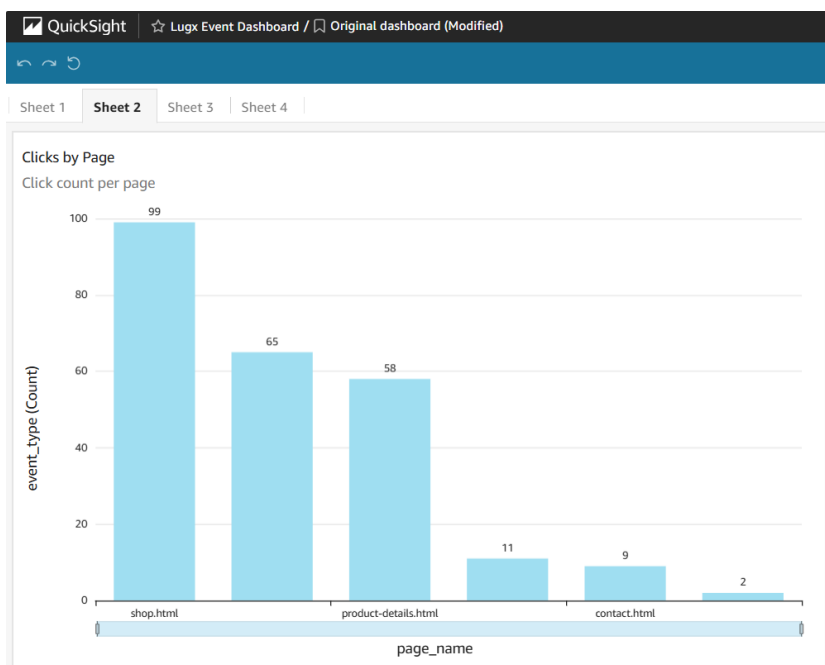 QuickSight Lugx Event Dashboard / Original dashboard (Modified)
Sheet 1 Sheet 2 Sheet 3 Sheet 4
Clicks by Page
Click count per page
99
100
80
65
58
60
event_type (Count)
40
20
11
9
2
0
shop.html product-details.html contact.html
page_name